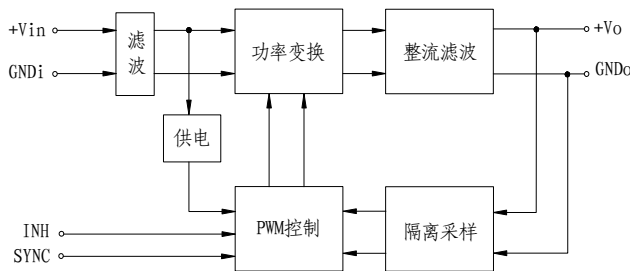 +Vin
GNDi
滤波
功率变换
整流滤波
+Vo
GNDo
供电
INH
SYNC
PWM控制
隔离采样